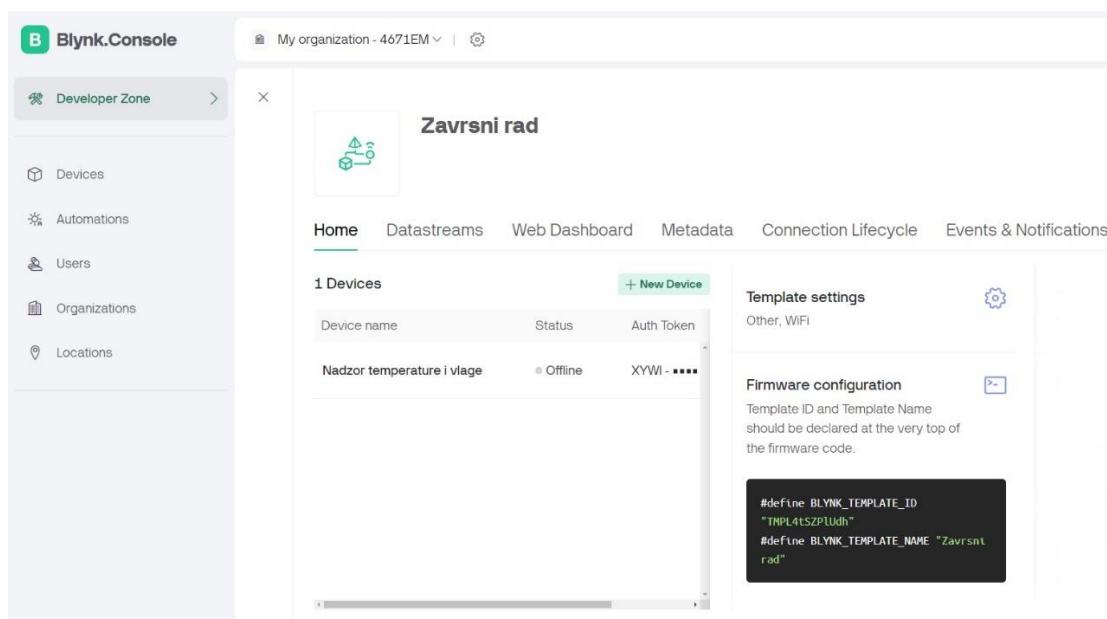 B Blynk.Console
My organization - 4671EM
Developer Zone
Devices
Automations
Users
Organizations
Locations
Zavrsni rad
Home Datastreams Web Dashboard Metadata Connection Lifecycle Events & Notifications
1 Devices
+ New Device
Device name Status Auth Token
Nadzor temperature i vlage Offline XYWI - ▪▪▪▪
Template settings
Other, WiFi
Firmware configuration
Template ID and Template Name
should be declared at the very top of
the firmware code.
#define BLYNK_TEMPLATE_ID
"TMPL4tSZPlUdh"
#define BLYNK_TEMPLATE_NAME "Zavrsni
rad"